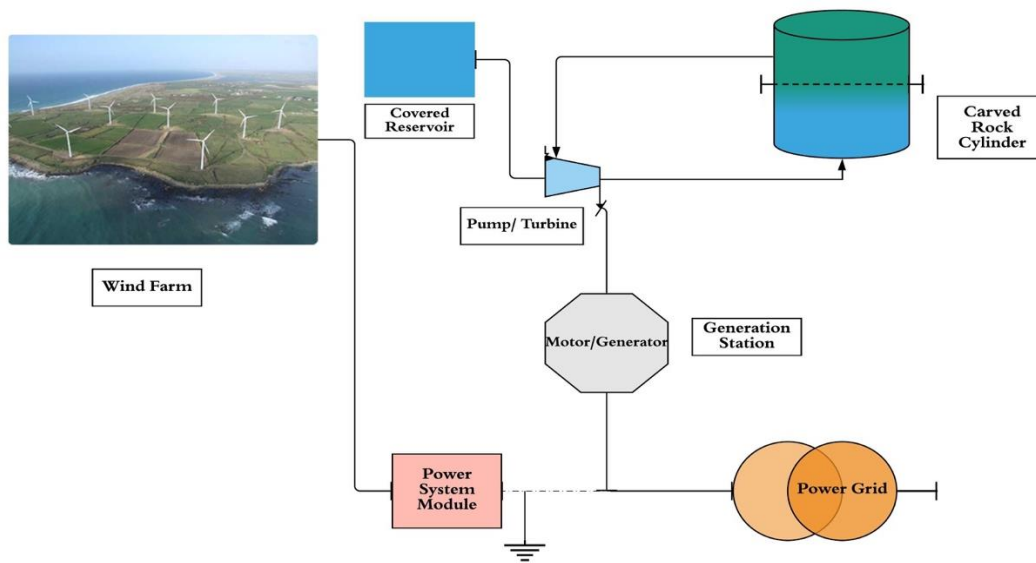 Covered
Reservoir
Carved
Rock
Cylinder
Pump/ Turbine
Wind Farm
Motor/Generator
Generation
Station
Power
System
Module
Power Grid